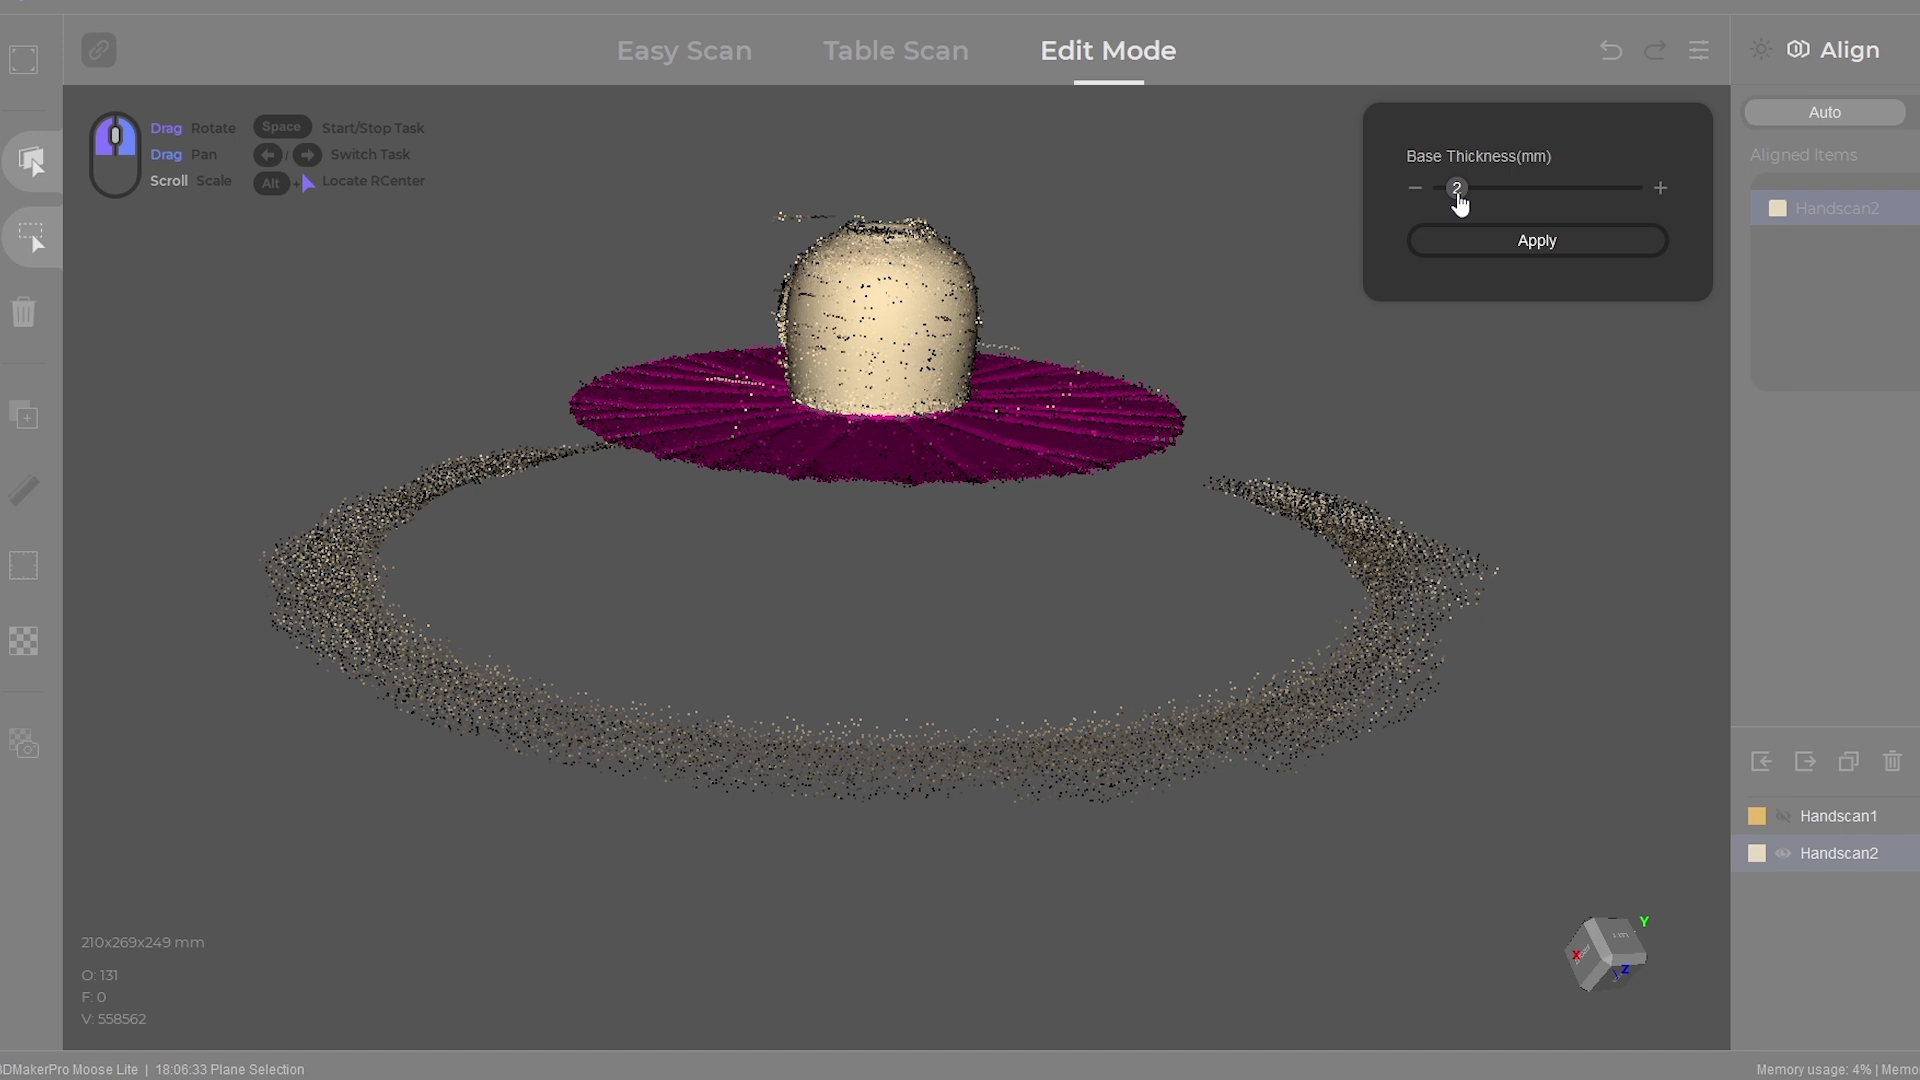 Easy Scan Table Scan Edit Mode
Align
Auto
Aligned Items
Handscan2
Drag Rotate Space Start/Stop Task
Drag Pan / Switch Task
Scroll Scale Alt + Locate RCenter
Base Thickness(mm)
− 2 +
Apply
Handscan1
Handscan2
210x269x249 mm
O: 131
F: 0
V: 558562
X Y Z
3DMakerPro Moose Lite | 18:06:33 Plane Selection
Memory usage: 4% | Memo